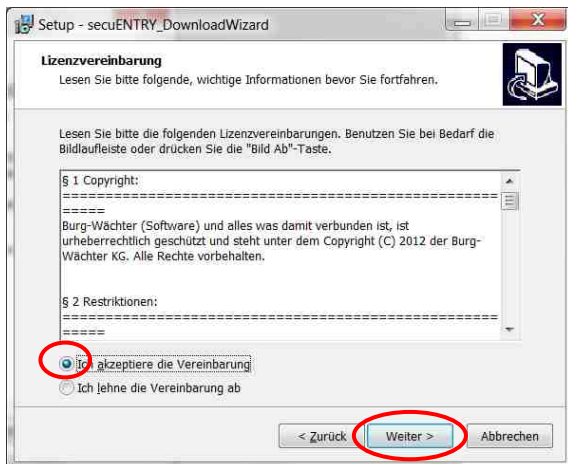 Setup - secuENTRY_DownloadWizard
Lizenzvereinbarung
Lesen Sie bitte folgende, wichtige Informationen bevor Sie fortfahren.
Lesen Sie bitte die folgenden Lizenzvereinbarungen. Benutzen Sie bei Bedarf die
Bildlaufleiste oder drücken Sie die "Bild Ab"-Taste.
§ 1 Copyright:
====================================================
=====
Burg-Wächter (Software) und alles was damit verbunden ist, ist
urheberrechtlich geschützt und steht unter dem Copyright (C) 2012 der Burg-
Wächter KG. Alle Rechte vorbehalten.
§ 2 Restriktionen:
====================================================
=====
Ich akzeptiere die Vereinbarung
Ich lehne die Vereinbarung ab
< Zurück
Weiter >
Abbrechen